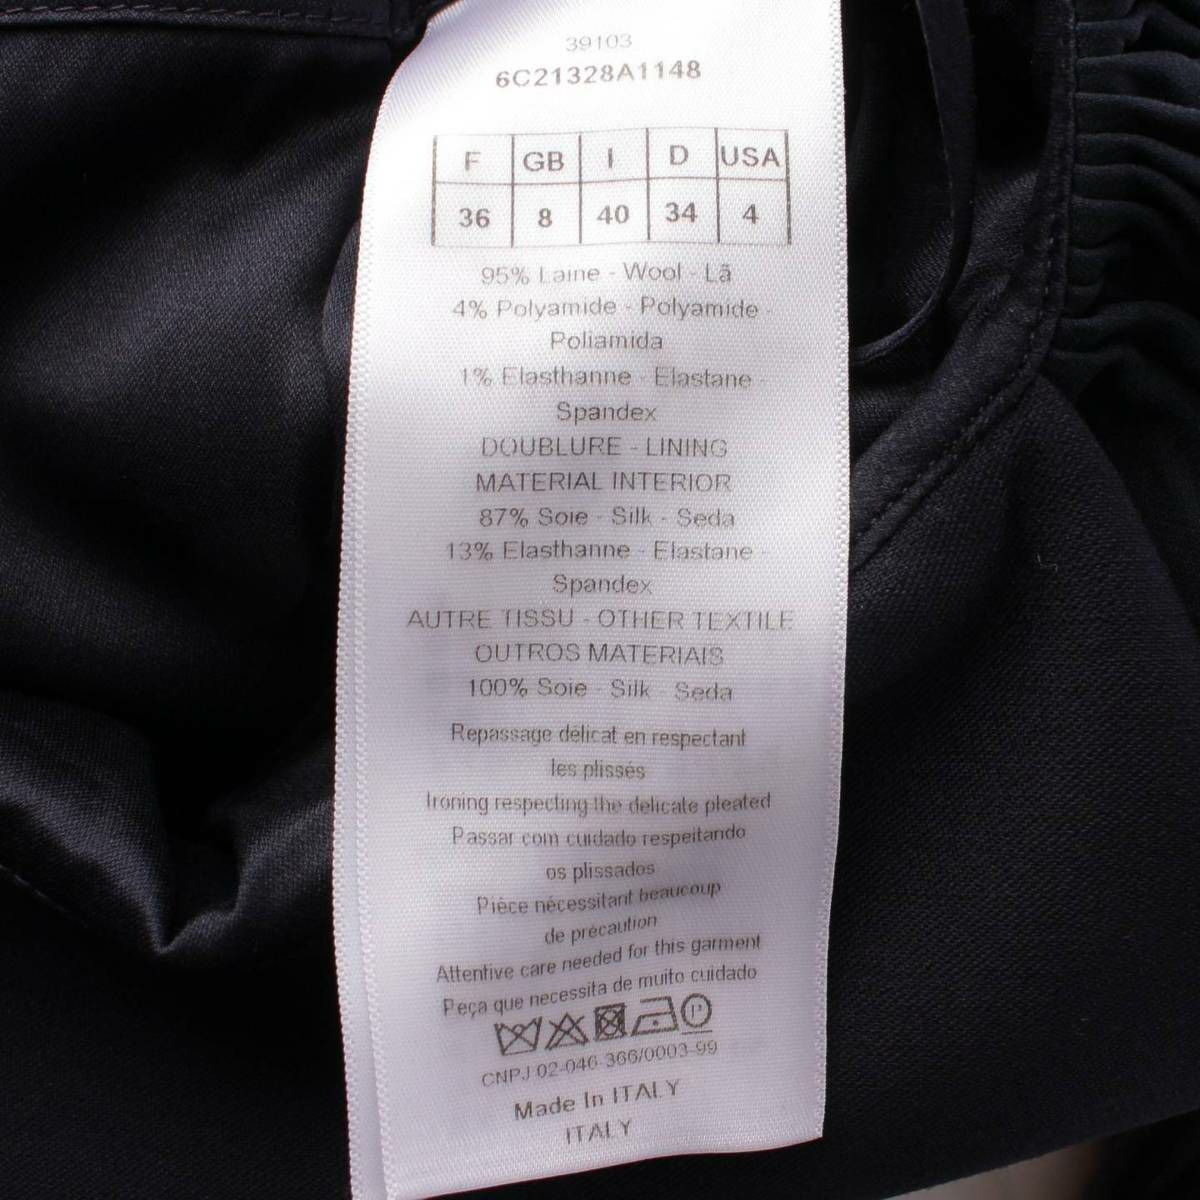 39103
6C21328A1148
F GB I D USA
36 8 40 34 4
95% Laine - Wool - Lã
4% Polyamide - Polyamide -
Poliamida
1% Elasthanne - Elastane -
Spandex
DOUBLURE - LINING
MATERIAL INTERIOR
87% Soie - Silk - Seda
13% Elasthanne - Elastane -
Spandex
AUTRE TISSU - OTHER TEXTILE
OUTROS MATERIAIS
100% Soie - Silk - Seda
Repassage délicat en respectant
les plissés
Ironing respecting the delicate pleated
Passar com cuidado respeitando
os plissados
Pièce nécessitant beaucoup
de précaution
Attentive care needed for this garment
Peça que necessita de muito cuidado
P
CNPJ 02-046-366/0003-99
Made In ITALY
ITALY